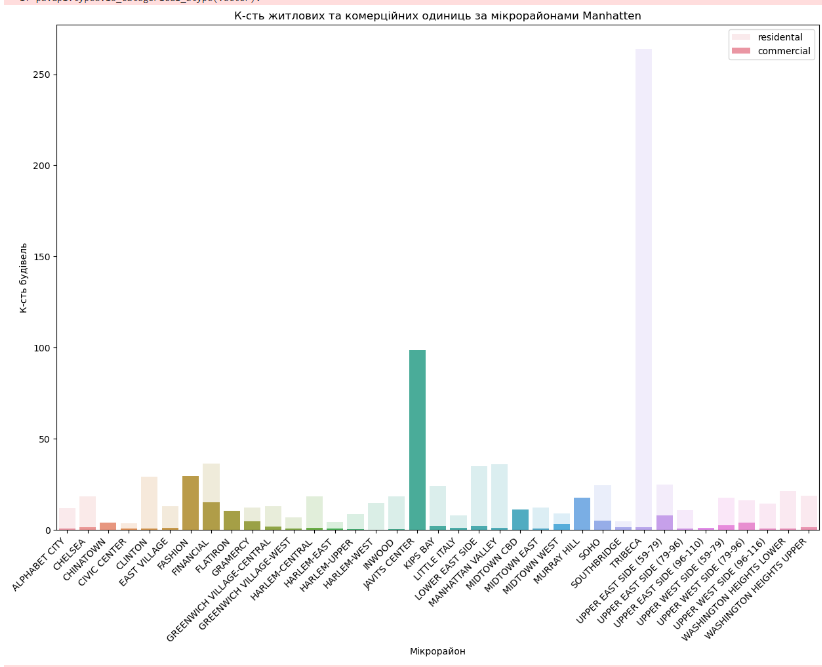 К-сть житлових та комерційних одиниць за мікрорайонами Manhatten
residental
commercial
К-сть будівель
250
200
150
100
50
0
ALPHABET CITY
CHELSEA
CHINATOWN
CIVIC CENTER
CLINTON
EAST VILLAGE
FASHION
FINANCIAL
FLATIRON
GRAMERCY
GREENWICH VILLAGE-CENTRAL
GREENWICH VILLAGE-WEST
HARLEM-CENTRAL
HARLEM-EAST
HARLEM-UPPER
HARLEM-WEST
INWOOD
JAVITS CENTER
KIPS BAY
LITTLE ITALY
LOWER EAST SIDE
MANHATTAN VALLEY
MIDTOWN CBD
MIDTOWN EAST
MIDTOWN WEST
MURRAY HILL
SOHO
SOUTHBRIDGE
TRIBECA
UPPER EAST SIDE (59-79)
UPPER EAST SIDE (79-96)
UPPER EAST SIDE (96-110)
UPPER WEST SIDE (59-79)
UPPER WEST SIDE (79-96)
UPPER WEST SIDE (96-116)
WASHINGTON HEIGHTS LOWER
WASHINGTON HEIGHTS UPPER
Мікрорайон